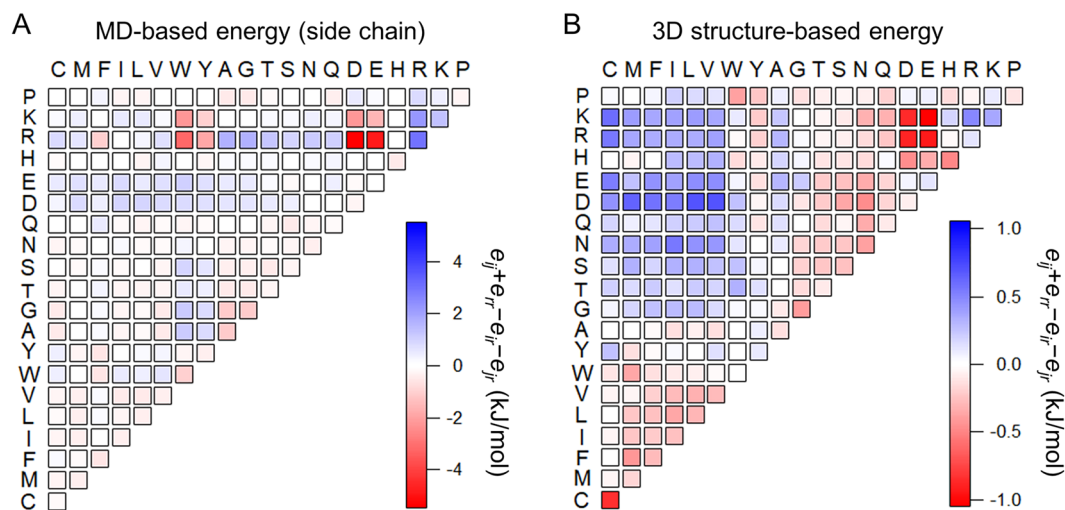 A MD-based energy (side chain)
C M F I L V W Y A G T S N Q D E H R K P
P
K
R
H
E
D
Q
N
S
T
G
A
Y
W
V
L
I
F
M
C
4
2
0
-2
-4
eij+err−eir−ejr (kJ/mol)
B 3D structure-based energy
C M F I L V W Y A G T S N Q D E H R K P
P
K
R
H
E
D
Q
N
S
T
G
A
Y
W
V
L
I
F
M
C
1.0
0.5
0.0
-0.5
-1.0
eij+err−eir−ejr (kJ/mol)